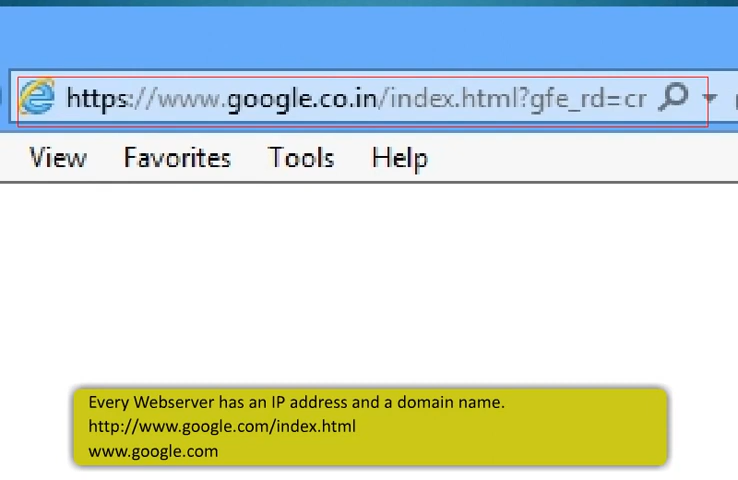 https://www.google.co.in/index.html?gfe_rd=cr
View Favorites Tools Help
Every Webserver has an IP address and a domain name.
http://www.google.com/index.html
www.google.com